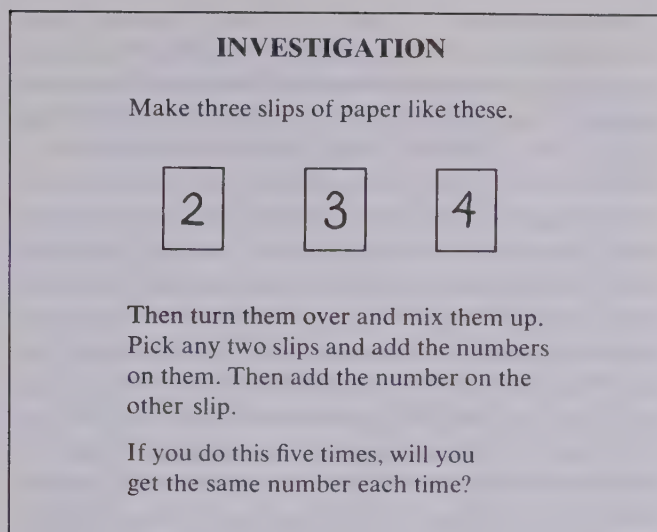 INVESTIGATION
Make three slips of paper like these.
2 3 4
Then turn them over and mix them up.
Pick any two slips and add the numbers
on them. Then add the number on the
other slip.
If you do this five times, will you
get the same number each time?